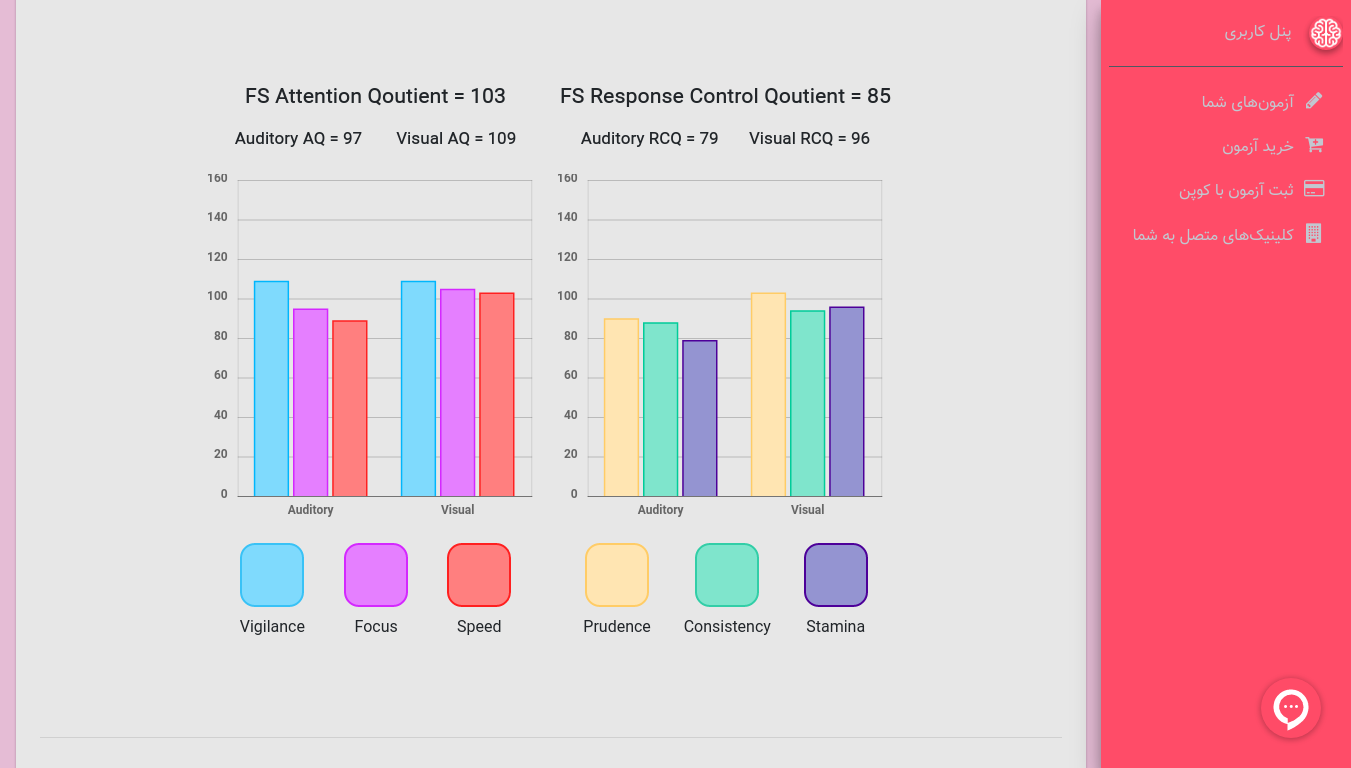 FS Attention Qoutient = 103
Auditory AQ = 97 Visual AQ = 109
160
140
120
100
80
60
40
20
0
Auditory Visual
Vigilance Focus Speed
FS Response Control Qoutient = 85
Auditory RCQ = 79 Visual RCQ = 96
160
140
120
100
80
60
40
20
0
Auditory Visual
Prudence Consistency Stamina
پنل کاربری
آزمون‌های شما
خرید آزمون
ثبت آزمون با کوپن
کلینیک‌های متصل به شما